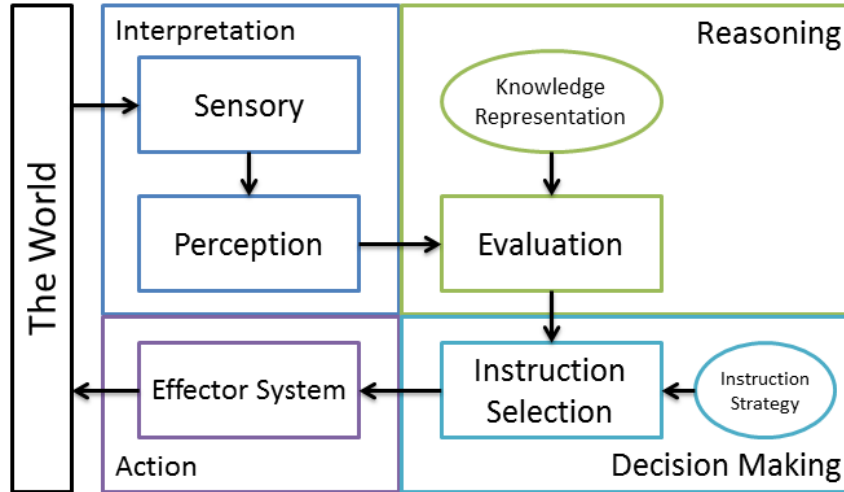 The World
Interpretation
Sensory
Perception
Reasoning
Knowledge
Representation
Evaluation
Effector System
Action
Instruction
Selection
Instruction
Strategy
Decision Making